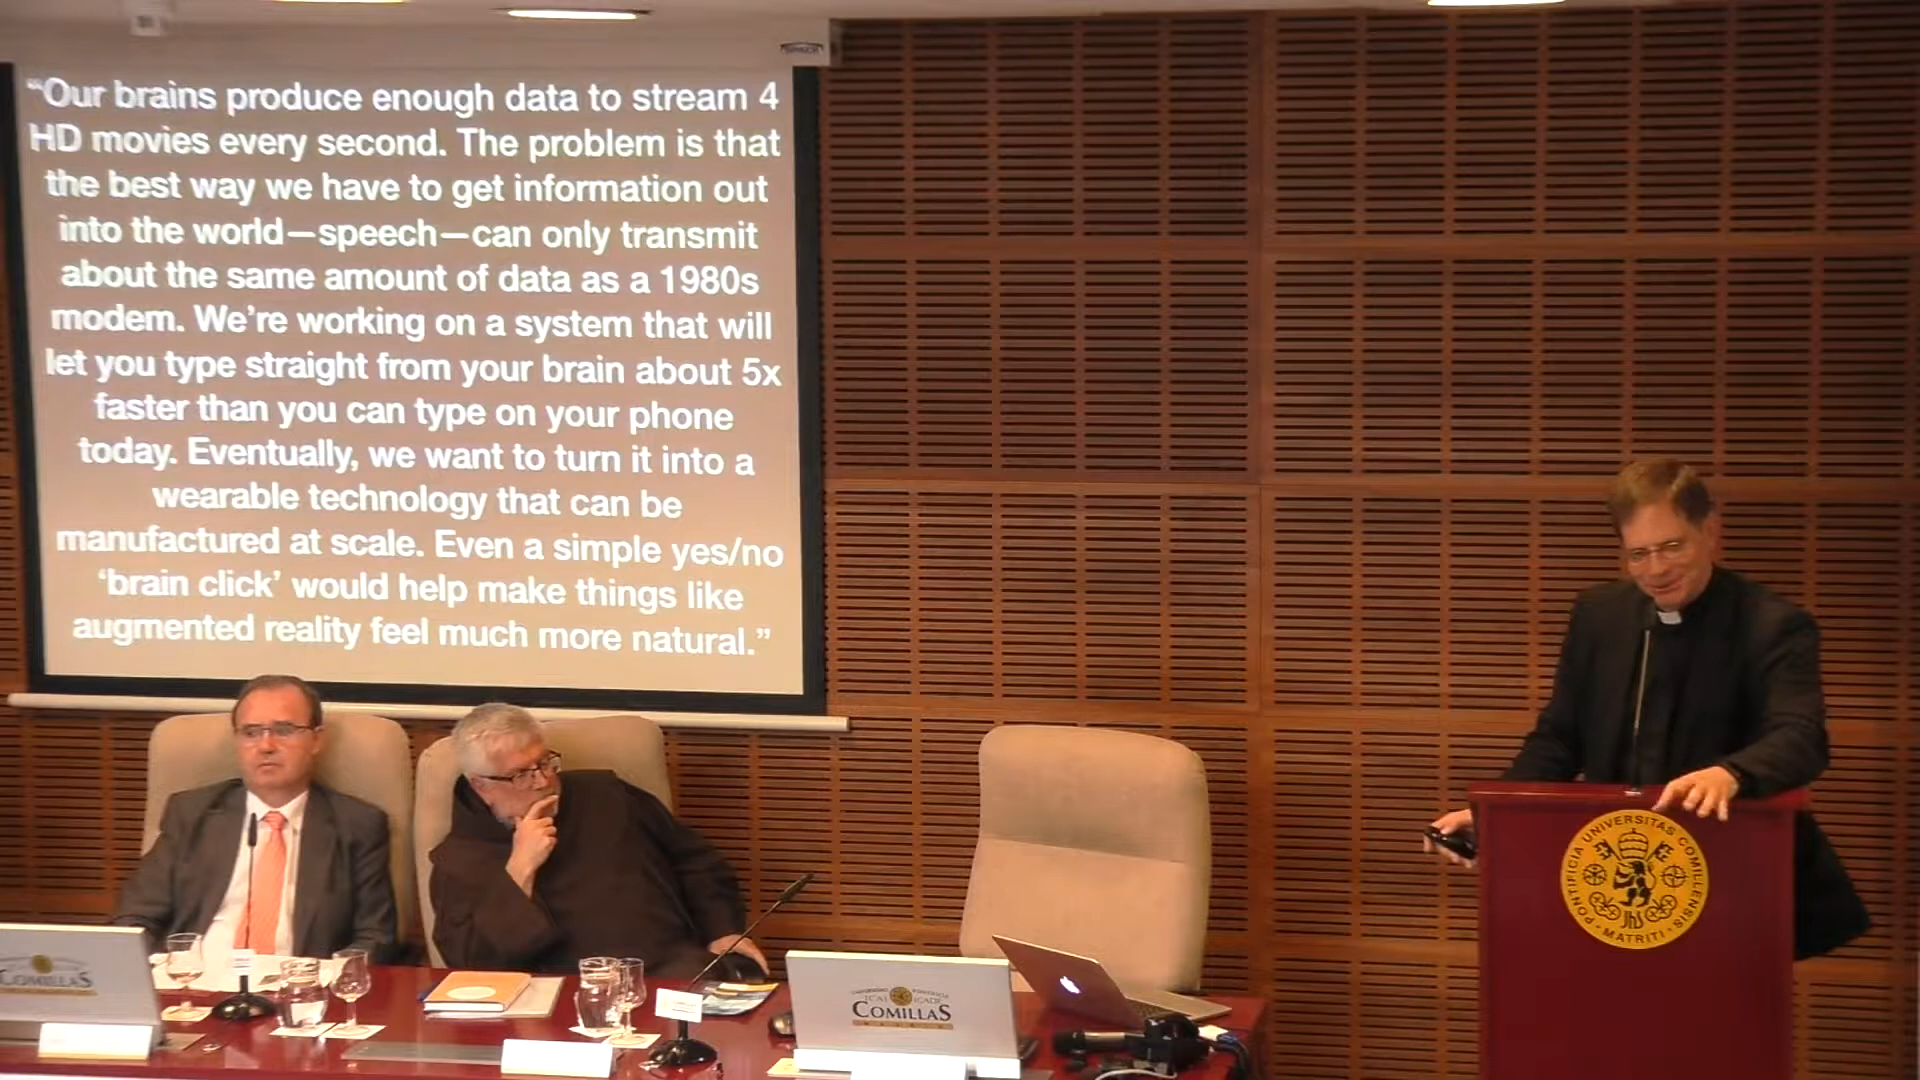 “Our brains produce enough data to stream 4
HD movies every second. The problem is that
the best way we have to get information out
into the world—speech—can only transmit
about the same amount of data as a 1980s
modem. We’re working on a system that will
let you type straight from your brain about 5x
faster than you can type on your phone
today. Eventually, we want to turn it into a
wearable technology that can be
manufactured at scale. Even a simple yes/no
‘brain click’ would help make things like
augmented reality feel much more natural.”
UNIVERSITAS COMILLENSIS
PONTIFICIA
JhS
• MATRITI •
COMILLAS
ICAI ICADE
COMILLAS
MADRID